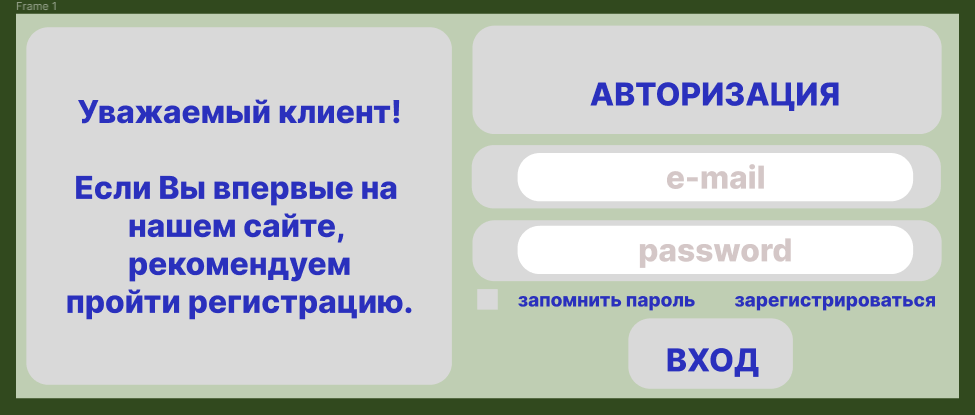 Frame 1
Уважаемый клиент!
Если Вы впервые на
нашем сайте,
рекомендуем
пройти регистрацию.
АВТОРИЗАЦИЯ
e-mail
password
запомнить пароль
зарегистрироваться
ВХОД